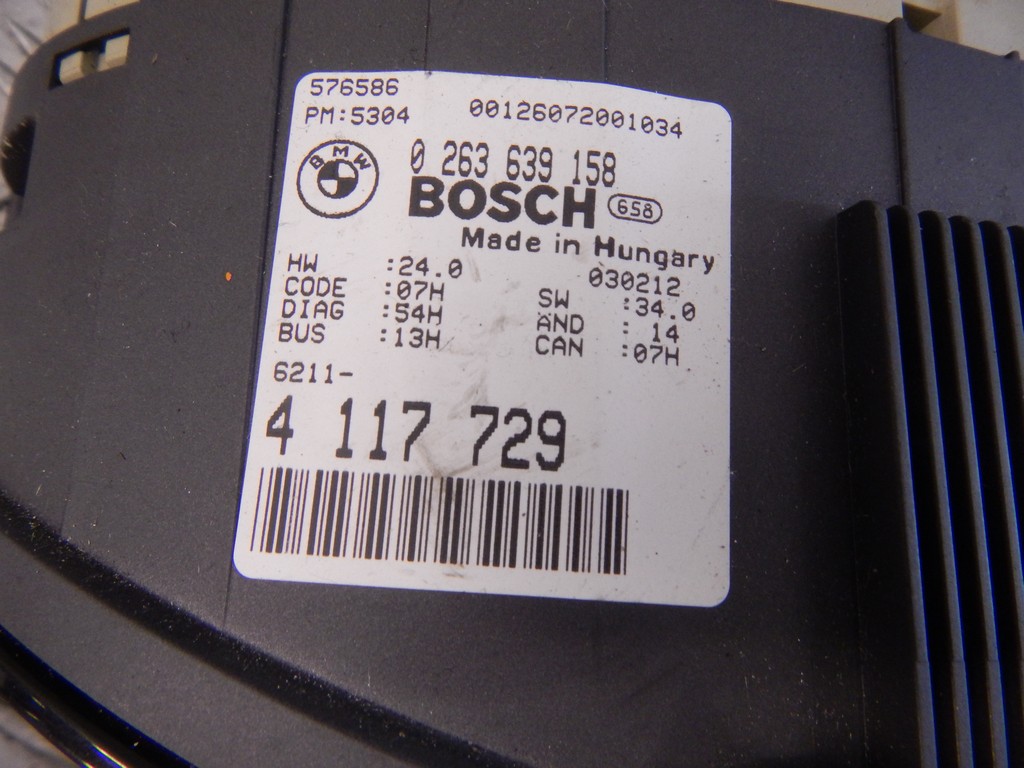 576586
PM:5304
00126072001034
BMW
0 263 639 158
BOSCH 658
Made in Hungary
030212
HW :24.0 SW :34.0
CODE :07H AND : 14
DIAG :54H CAN :07H
BUS :13H
6211-
4 117 729